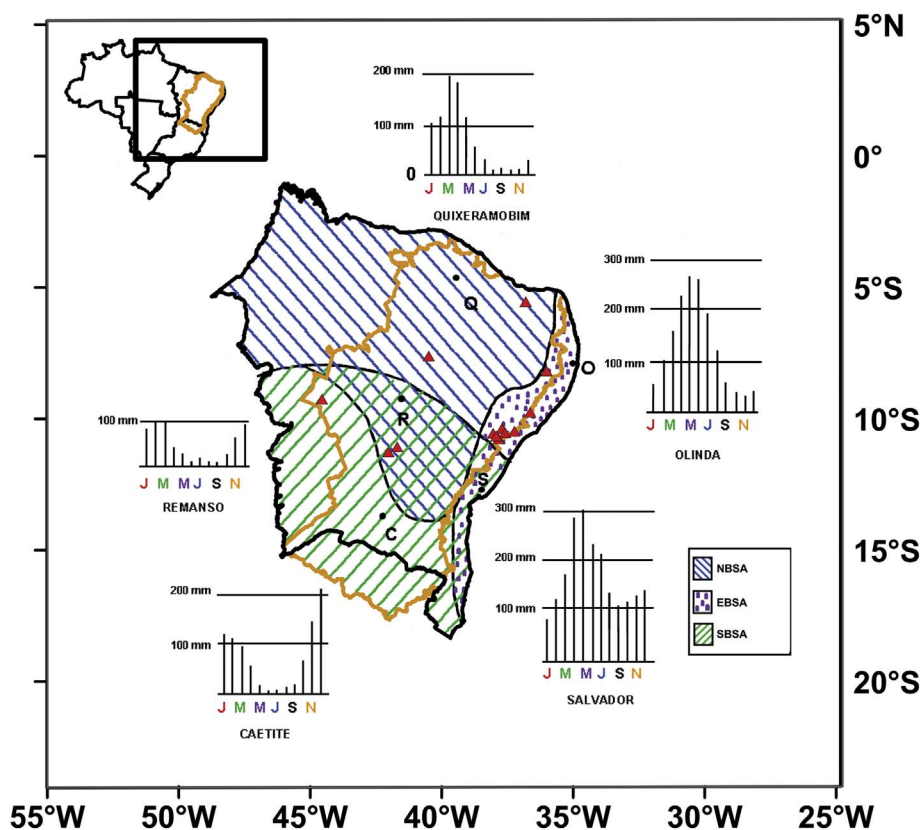 5°N
0°
5°S
10°S
15°S
20°S
55°W 50°W 45°W 40°W 35°W 30°W 25°W
200 mm
100 mm
0
J M M J S N
QUIXERAMOBIM
300 mm
200 mm
100 mm
J M M J S N
OLINDA
100 mm
J M M J S N
REMANSO
300 mm
200 mm
100 mm
J M M J S N
SALVADOR
200 mm
100 mm
J M M J S N
CAETITE
Q
O
R
S
C
NBSA
EBSA
SBSA